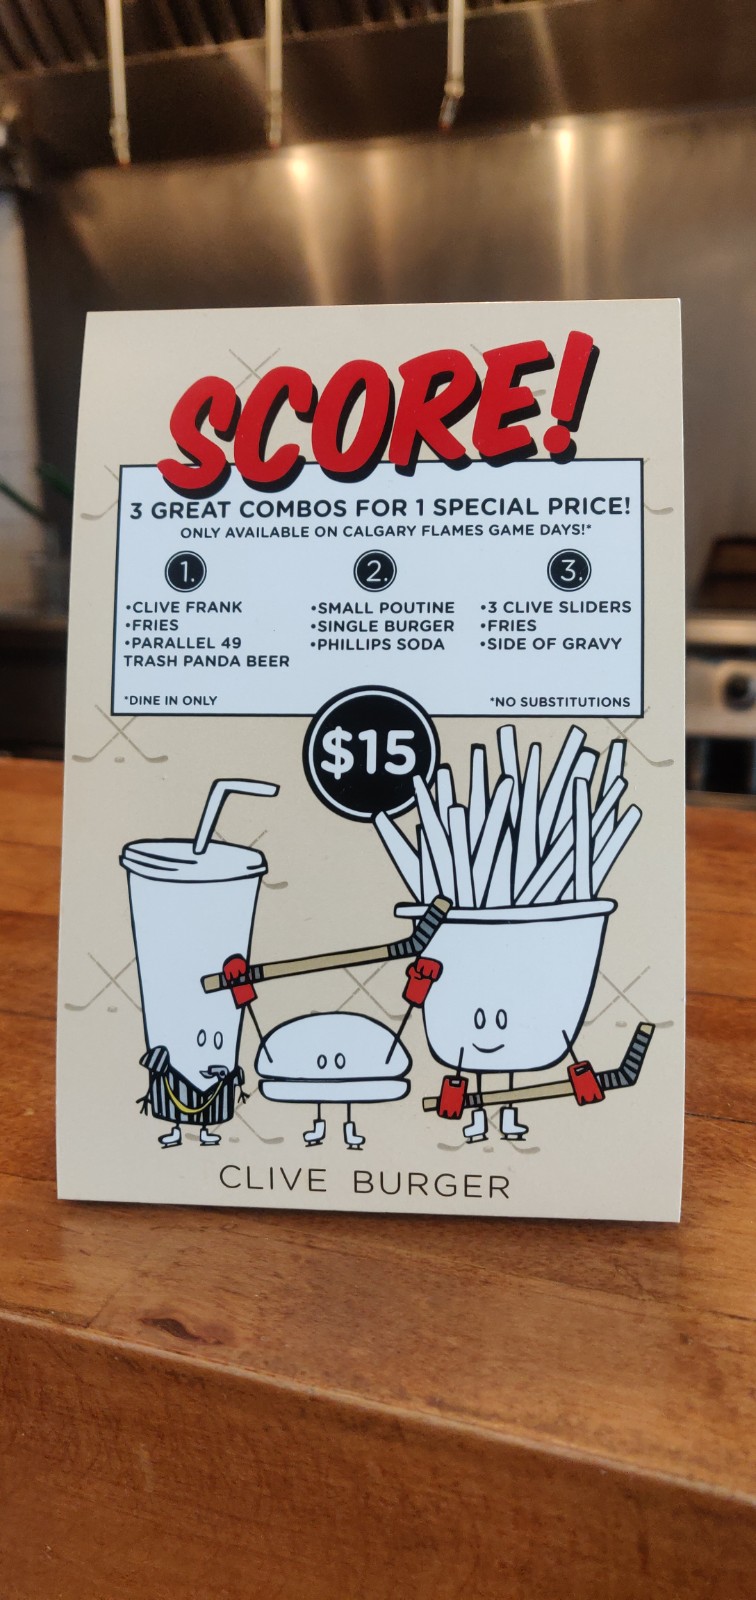 SCORE!
3 GREAT COMBOS FOR 1 SPECIAL PRICE!
ONLY AVAILABLE ON CALGARY FLAMES GAME DAYS!*
1.
•CLIVE FRANK
•FRIES
•PARALLEL 49
TRASH PANDA BEER
2.
•SMALL POUTINE
•SINGLE BURGER
•PHILLIPS SODA
3.
•3 CLIVE SLIDERS
•FRIES
•SIDE OF GRAVY
*DINE IN ONLY
*NO SUBSTITUTIONS
$15
CLIVE BURGER